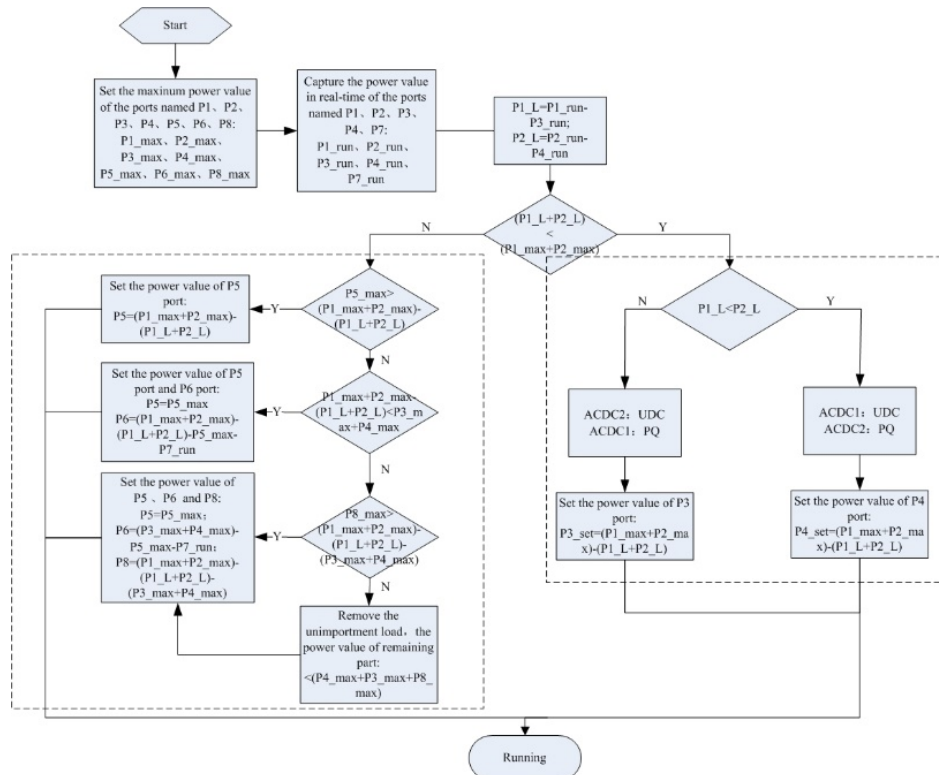 Start
Set the maxinum power value
of the ports named P1、P2、
P3、P4、P5、P6、P8:
P1_max、P2_max、
P3_max、P4_max、
P5_max、P6_max、P8_max
Capture the power value
in real-time of the ports
named P1、P2、P3、
P4、P7:
P1_run、P2_run、
P3_run、P4_run、
P7_run
P1_L=P1_run-
P3_run;
P2_L=P2_run-
P4_run
(P1_L+P2_L)
<
(P1_max+P2_max)
N
Y
P5_max>
(P1_max+P2_max)-
(P1_L+P2_L)
Y
Set the power value of P5
port:
P5=(P1_max+P2_max)-
(P1_L+P2_L)
N
P1_max+P2_max-
(P1_L+P2_L)<P3_m
ax+P4_max
Y
Set the power value of P5
port and P6 port:
P5=P5_max
P6=(P1_max+P2_max)-
(P1_L+P2_L)-P5_max-
P7_run
N
P8_max>
(P1_max+P2_max)-
(P1_L+P2_L)-
(P3_max+P4_max)
Y
Set the power value of
P5 、P6 and P8:
P5=P5_max；
P6=(P3_max+P4_max)-
P5_max-P7_run；
P8=(P1_max+P2_max)-
(P1_L+P2_L)-
(P3_max+P4_max)
N
Remove the
unimportment load，the
power value of remaining
part:
<(P4_max+P3_max+P8_
max)
P1_L<P2_L
N
Y
ACDC2：UDC
ACDC1：PQ
ACDC1：UDC
ACDC2：PQ
Set the power value of P3
port:
P3_set=(P1_max+P2_ma
x)-(P1_L+P2_L)
Set the power value of P4
port:
P4_set=(P1_max+P2_ma
x)-(P1_L+P2_L)
Running